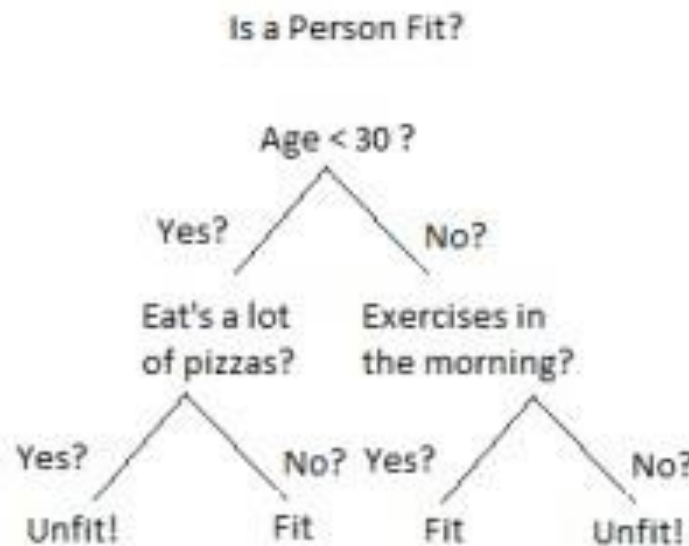 Is a Person Fit?
Age < 30 ?
Yes?
No?
Eat's a lot
of pizzas?
Exercises in
the morning?
Yes?
No?
Yes?
No?
Unfit!
Fit
Fit
Unfit!